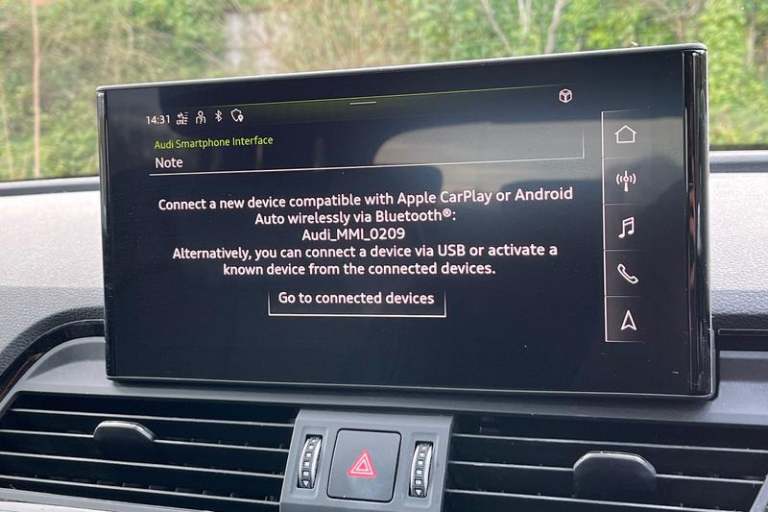 14:31
Audi Smartphone Interface
Note
Connect a new device compatible with Apple CarPlay or Android
Auto wirelessly via Bluetooth®:
Audi_MMI_0209
Alternatively, you can connect a device via USB or activate a
known device from the connected devices.
Go to connected devices